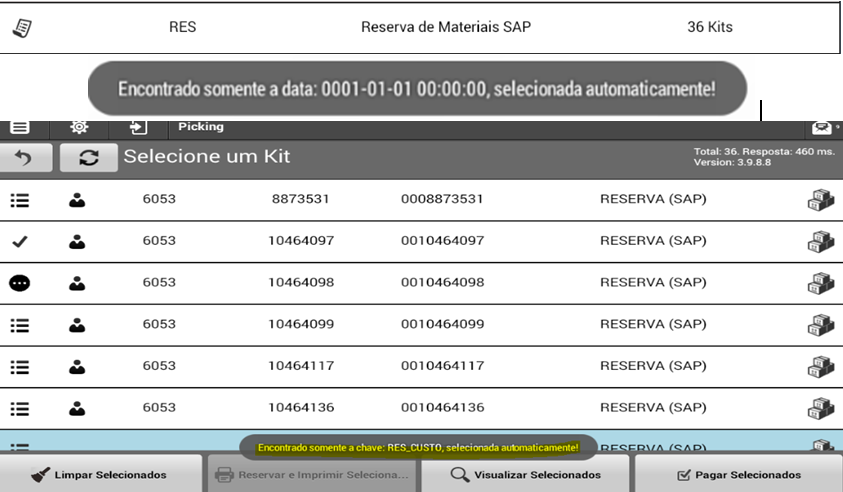 RES Reserva de Materiais SAP 36 Kits
Encontrado somente a data: 0001-01-01 00:00:00, selecionada automaticamente!
Picking
Selecione um Kit
Total: 36. Resposta: 460 ms.
Version: 3.9.8.8
6053 8873531 0008873531 RESERVA (SAP)
6053 10464097 0010464097 RESERVA (SAP)
6053 10464098 0010464098 RESERVA (SAP)
6053 10464099 0010464099 RESERVA (SAP)
6053 10464117 0010464117 RESERVA (SAP)
6053 10464136 0010464136 RESERVA (SAP)
Encontrado somente a chave: RES_CUSTO, selecionada automaticamente! RESERVA (SAP)
Limpar Selecionados Reservar e Imprimir Seleciona... Visualizar Selecionados Pagar Selecionados